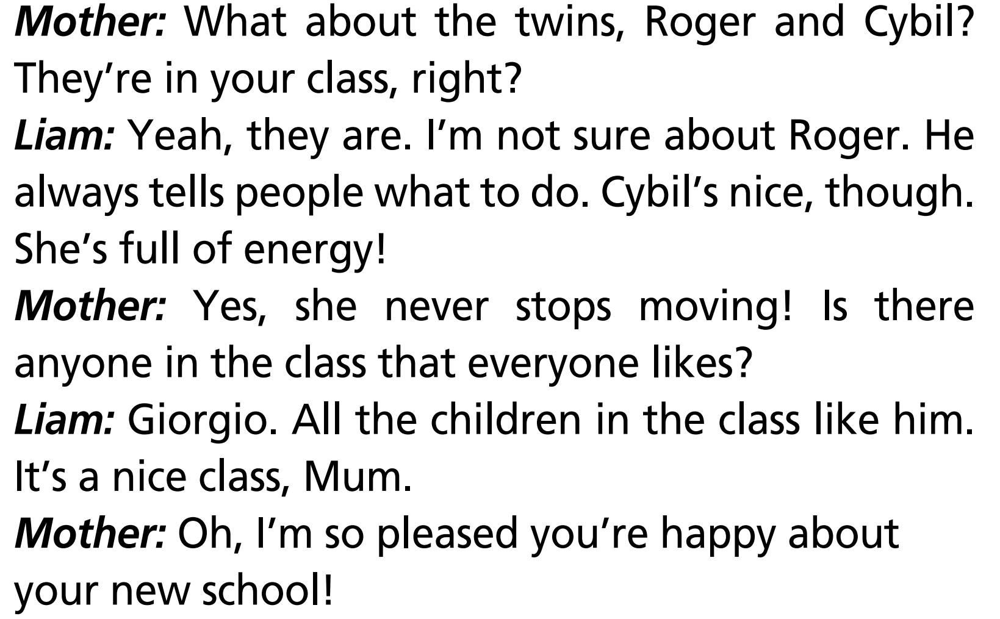 Mother: What about the twins, Roger and Cybil?
They’re in your class, right?
Liam: Yeah, they are. I’m not sure about Roger. He
always tells people what to do. Cybil’s nice, though.
She’s full of energy!
Mother: Yes, she never stops moving! Is there
anyone in the class that everyone likes?
Liam: Giorgio. All the children in the class like him.
It’s a nice class, Mum.
Mother: Oh, I’m so pleased you’re happy about
your new school!